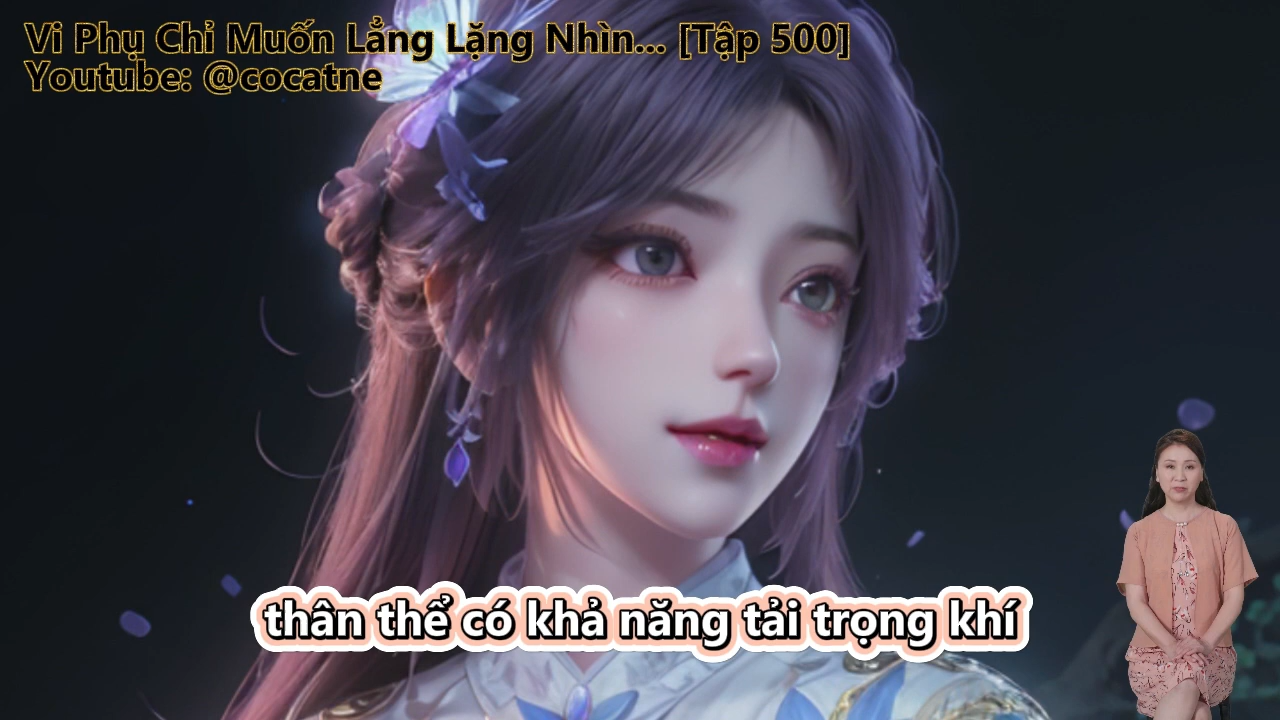 Vi Phụ Chỉ Muốn Lẳng Lặng Nhìn... [Tập 500]
Youtube: @cocatne
thân thể có khả năng tải trọng khí